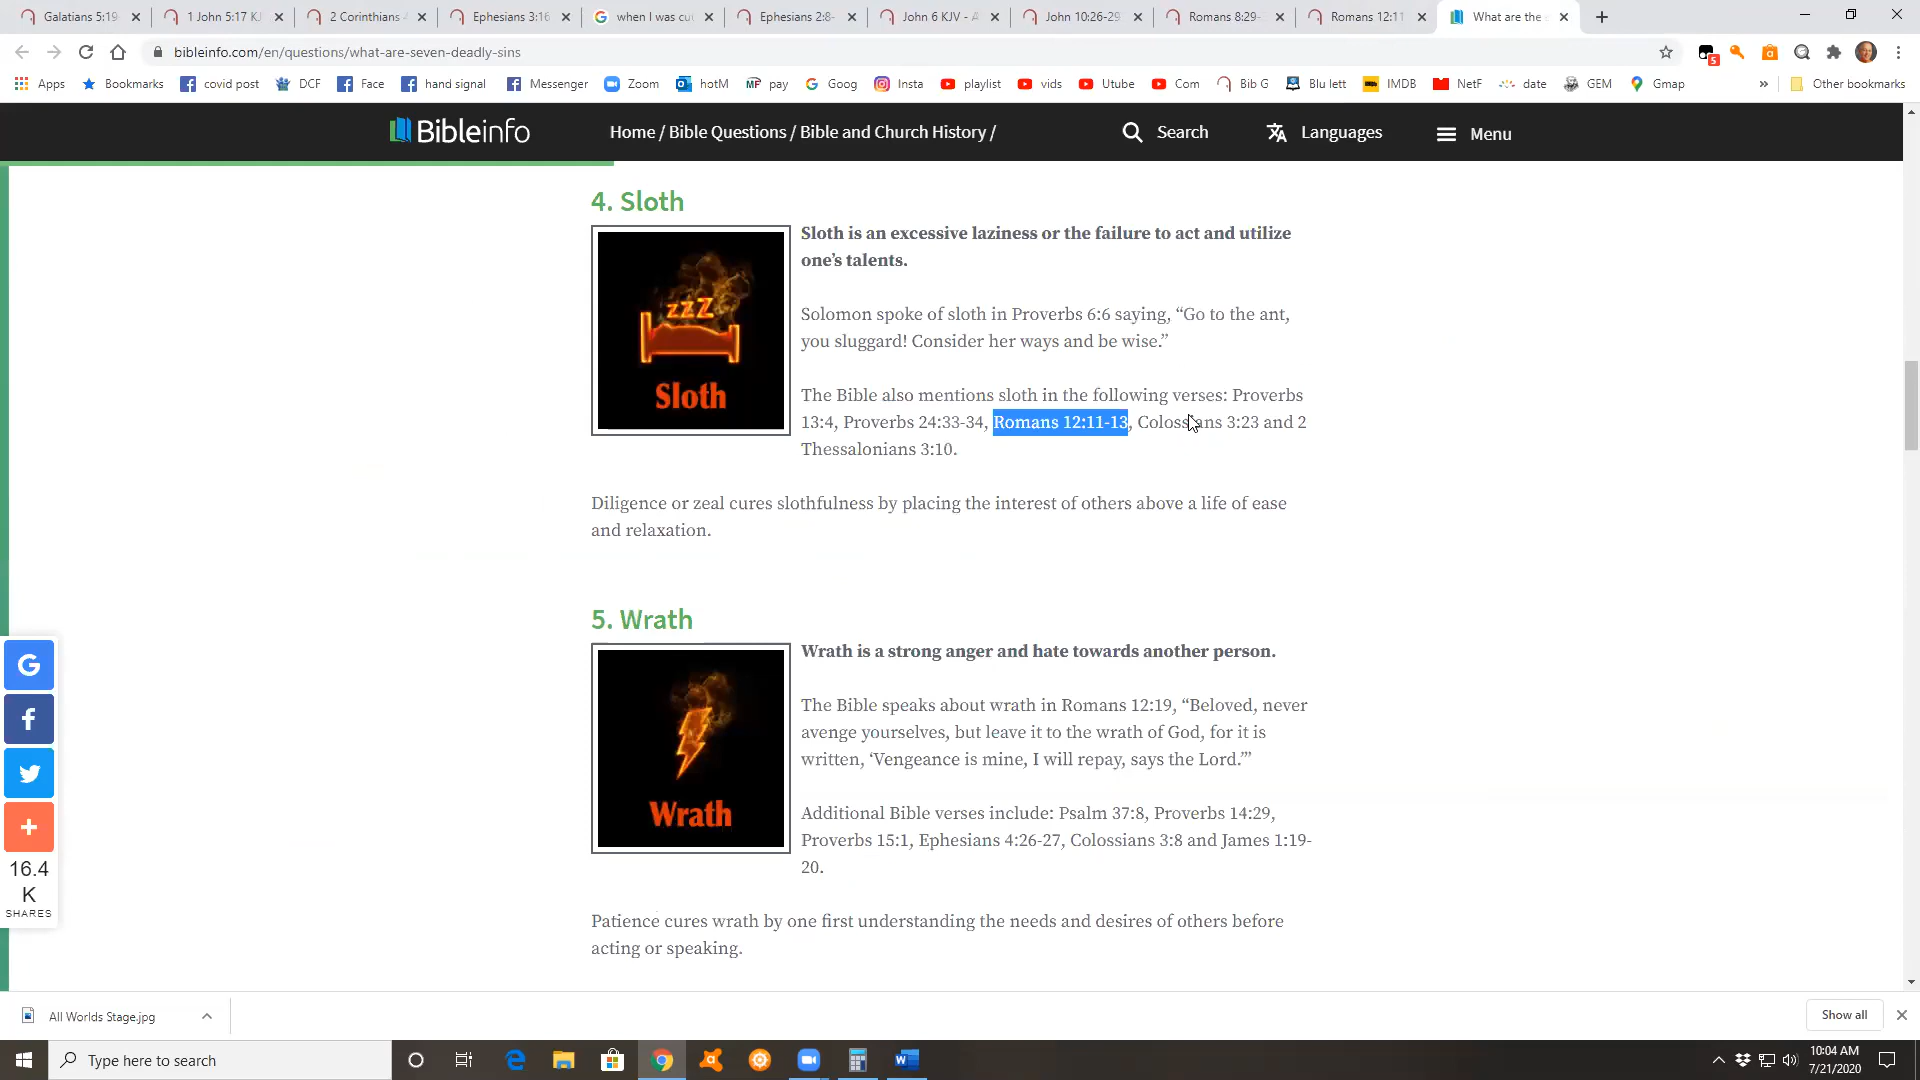 Galatians 5:19
1 John 5:17 KJ
2 Corinthians
Ephesians 3:16
when I was cu
Ephesians 2:8-
John 6 KJV - A
John 10:26-29
Romans 8:29-
Romans 12:11
What are the
bibleinfo.com/en/questions/what-are-seven-deadly-sins
5
Apps Bookmarks covid post DCF Face hand signal Messenger Zoom hotM MF pay Goog Insta playlist vids Utube Com Bib G Blu lett IMDB NetF date GEM Gmap » Other bookmarks
Bibleinfo Home / Bible Questions / Bible and Church History / Search Languages Menu
4. Sloth
zzZ
Sloth
Sloth is an excessive laziness or the failure to act and utilize
one’s talents.
Solomon spoke of sloth in Proverbs 6:6 saying, “Go to the ant,
you sluggard! Consider her ways and be wise.”
The Bible also mentions sloth in the following verses: Proverbs
13:4, Proverbs 24:33-34, Romans 12:11-13, Colossians 3:23 and 2
Thessalonians 3:10.
Diligence or zeal cures slothfulness by placing the interest of others above a life of ease
and relaxation.
5. Wrath
Wrath
Wrath is a strong anger and hate towards another person.
The Bible speaks about wrath in Romans 12:19, “Beloved, never
avenge yourselves, but leave it to the wrath of God, for it is
written, ‘Vengeance is mine, I will repay, says the Lord.’”
Additional Bible verses include: Psalm 37:8, Proverbs 14:29,
Proverbs 15:1, Ephesians 4:26-27, Colossians 3:8 and James 1:19-
20.
Patience cures wrath by one first understanding the needs and desires of others before
acting or speaking.
16.4
K
SHARES
All Worlds Stage.jpg
Show all
Type here to search
10:04 AM
7/21/2020